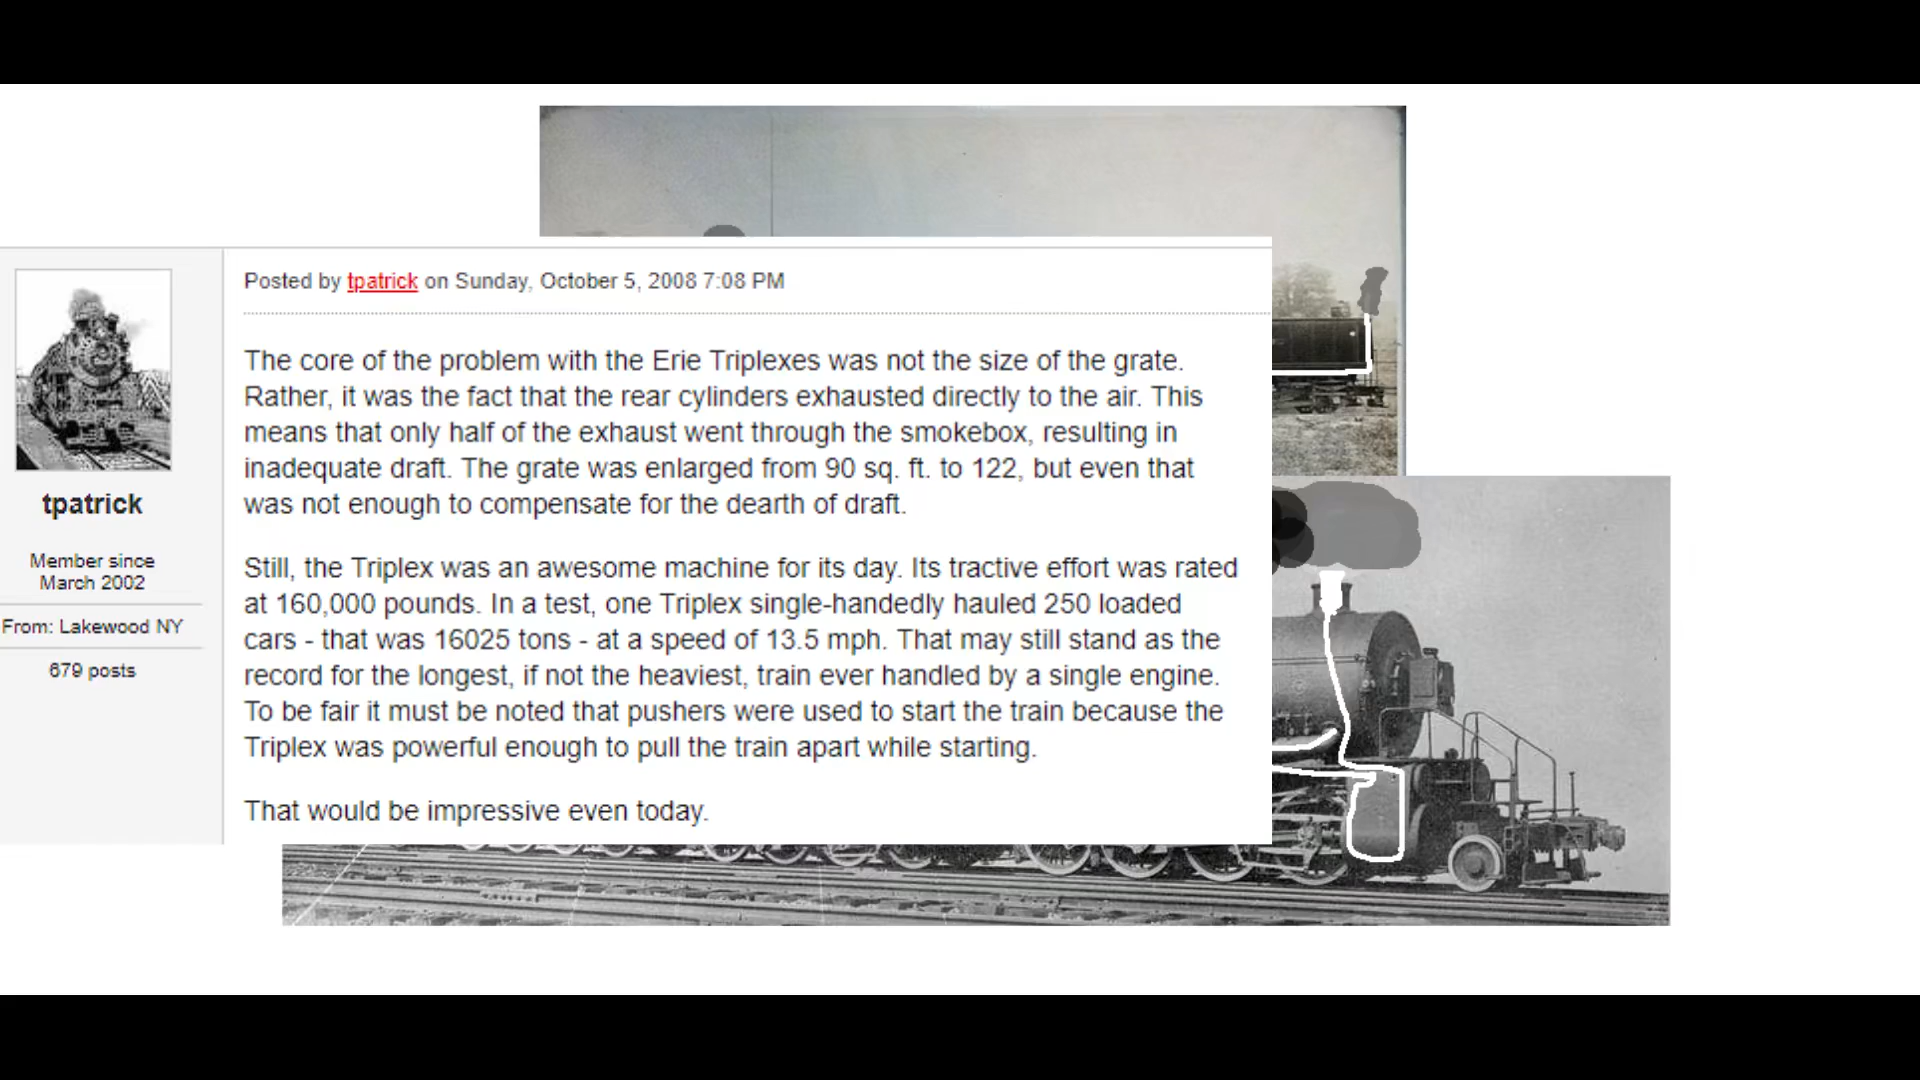 Posted by tpatrick on Sunday, October 5, 2008 7:08 PM
tpatrick
Member since
March 2002
From: Lakewood NY
679 posts
The core of the problem with the Erie Triplexes was not the size of the grate.
Rather, it was the fact that the rear cylinders exhausted directly to the air. This
means that only half of the exhaust went through the smokebox, resulting in
inadequate draft. The grate was enlarged from 90 sq. ft. to 122, but even that
was not enough to compensate for the dearth of draft.
Still, the Triplex was an awesome machine for its day. Its tractive effort was rated
at 160,000 pounds. In a test, one Triplex single-handedly hauled 250 loaded
cars - that was 16025 tons - at a speed of 13.5 mph. That may still stand as the
record for the longest, if not the heaviest, train ever handled by a single engine.
To be fair it must be noted that pushers were used to start the train because the
Triplex was powerful enough to pull the train apart while starting.
That would be impressive even today.